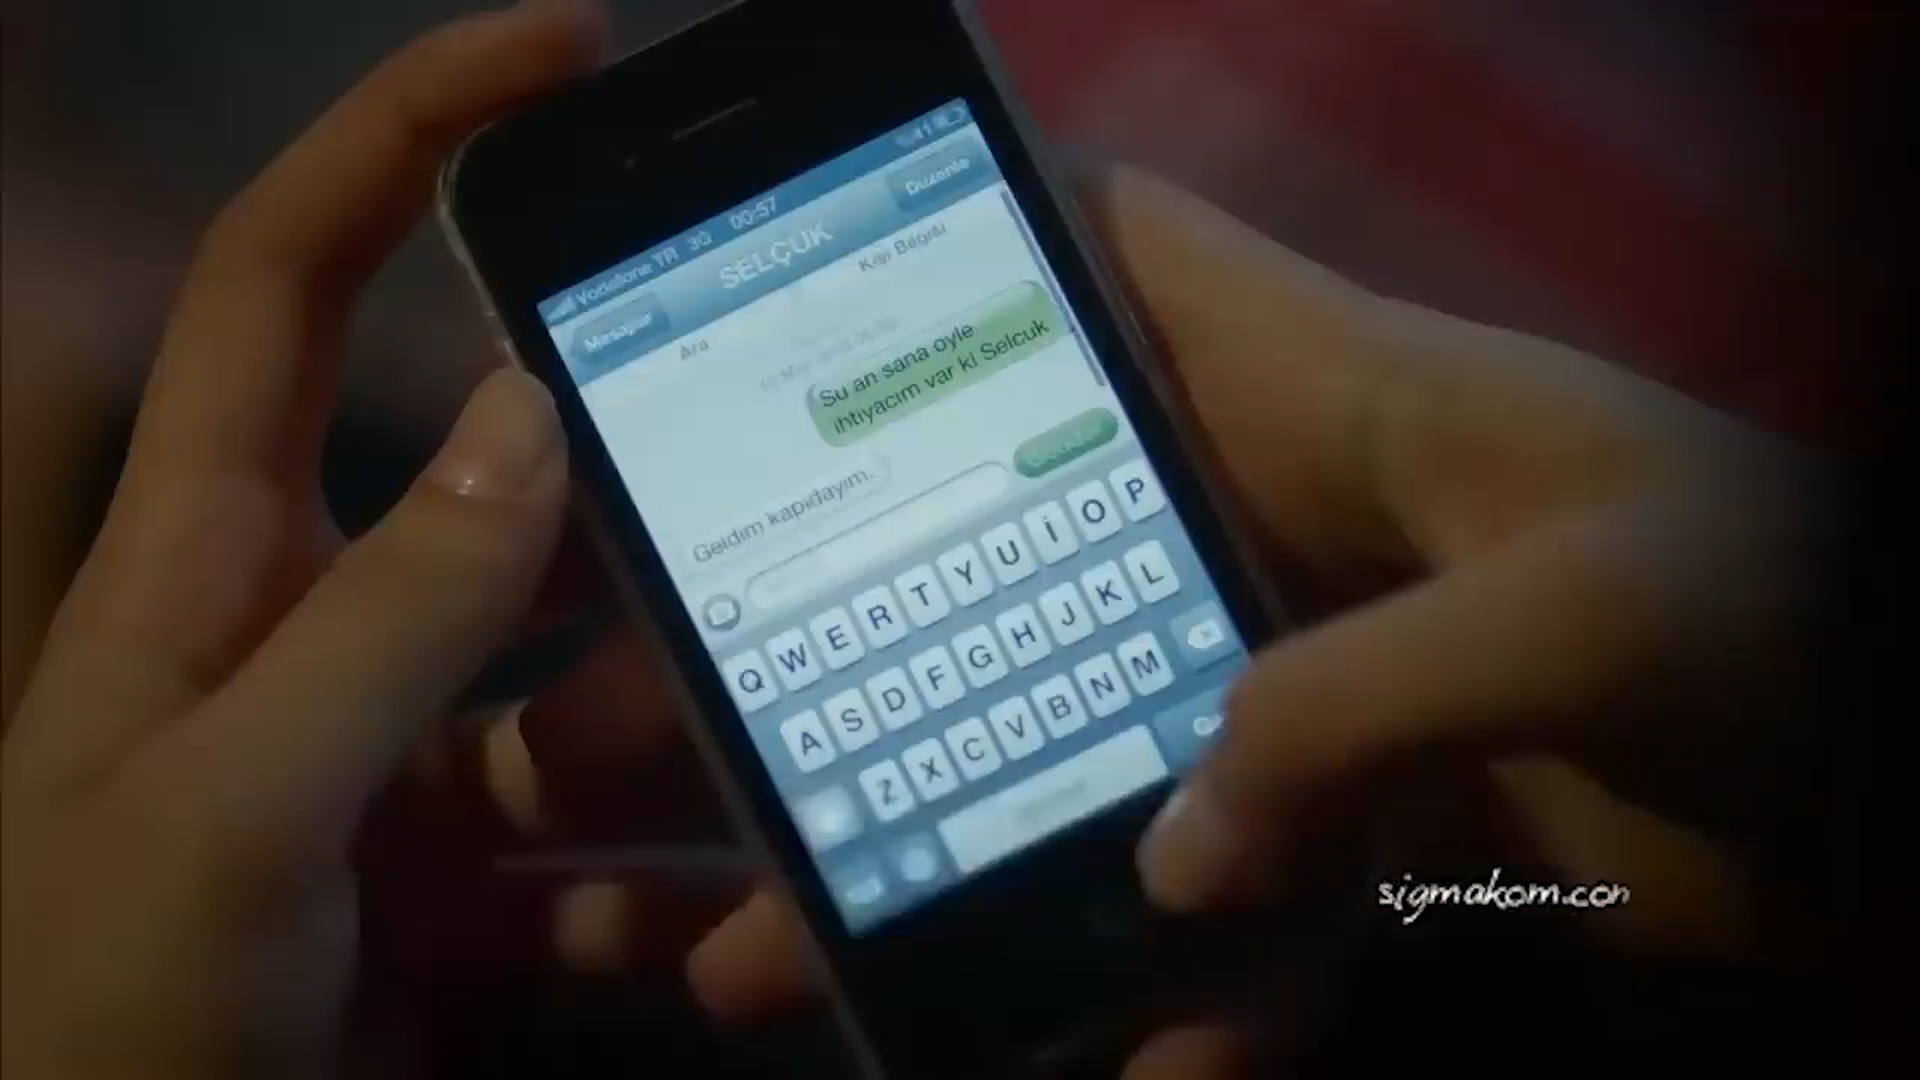 Vodafone TR 3G 00:57
Mesajlar SELÇUK Düzenle
Ara Kişi Bilgisi
Su an sana oyle
ihtiyacım var ki Selcuk
Geldim kapıdayım.
Q W E R T Y U İ O P
A S D F G H J K L
Z X C V B N M
sigmakom.con